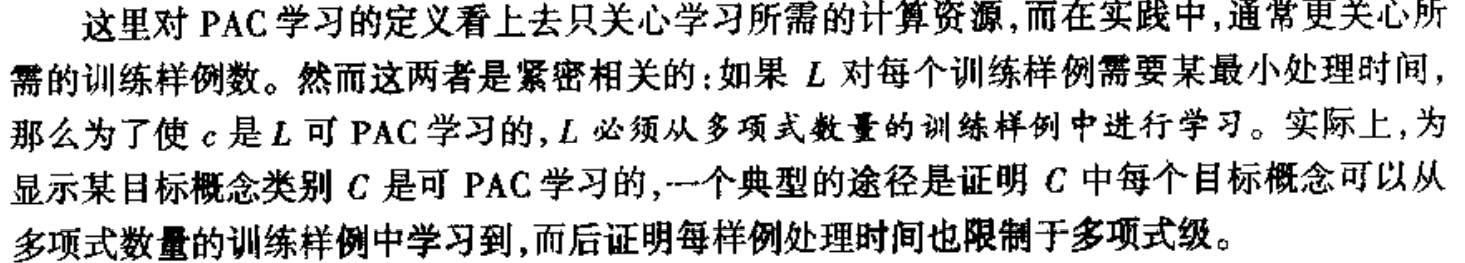 这里对 PAC 学习的定义看上去只关心学习所需的计算资源,而在实践中,通常更关心所
需的训练样例数。然而这两者是紧密相关的:如果 L 对每个训练样例需要某最小处理时间,
那么为了使 c 是 L 可 PAC 学习的,L 必须从多项式数量的训练样例中进行学习。实际上,为
显示某目标概念类别 C 是可 PAC 学习的,一个典型的途径是证明 C 中每个目标概念可以从
多项式数量的训练样例中学习到,而后证明每样例处理时间也限制于多项式级。